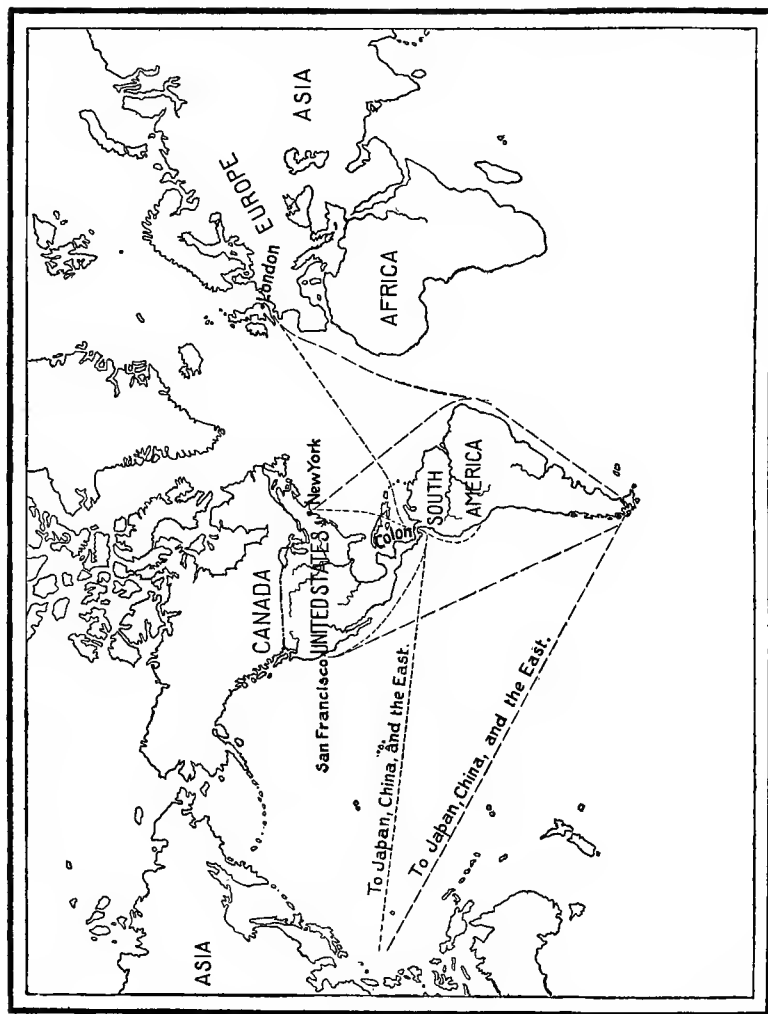 ASIA
EUROPE
London
AFRICA
New York
CANADA
UNITED STATES
Colon
SOUTH
AMERICA
San Francisco
To Japan, China, and the East.
To Japan, China, and the East.
ASIA